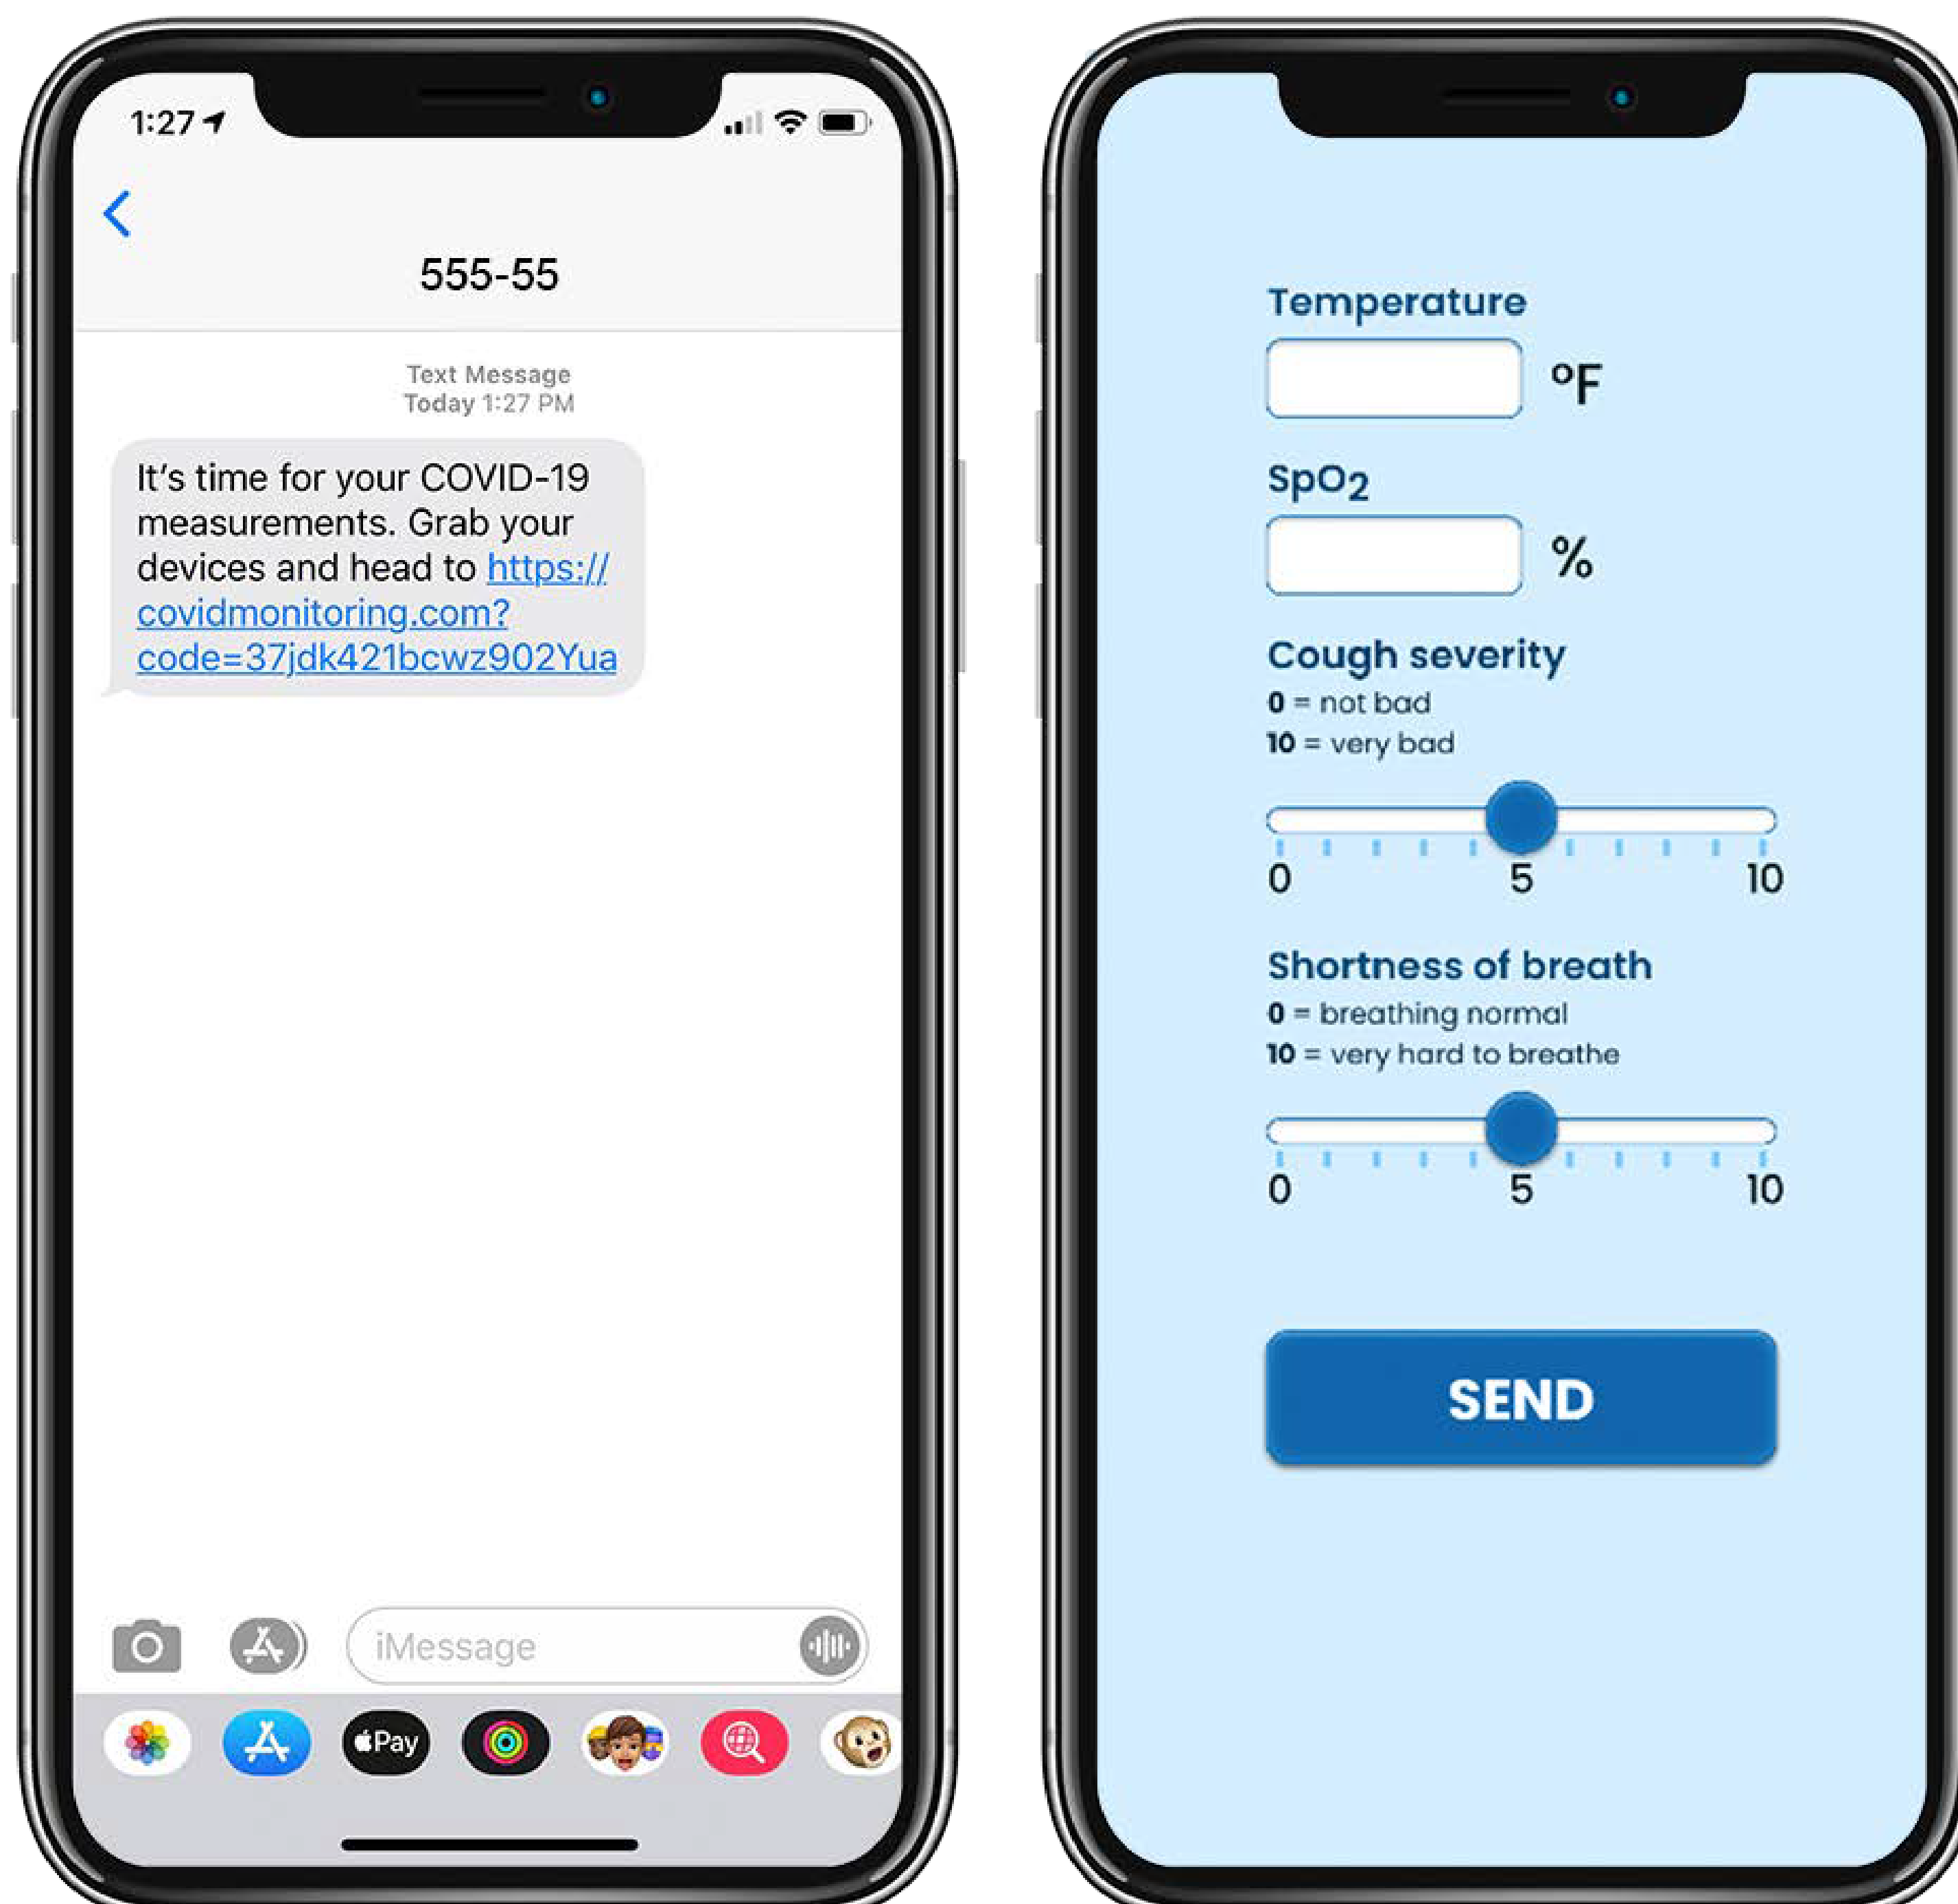 1:27
555-55
Text Message
Today 1:27 PM
It's time for your COVID-19
measurements. Grab your
devices and head to https://
covidmonitoring.com?
code=37jdk421bcwz902Yua
iMessage
Pay
Temperature
°F
SpO₂
%
Cough severity
0 = not bad
10 = very bad
0 5 10
Shortness of breath
0 = breathing normal
10 = very hard to breathe
0 5 10
SEND